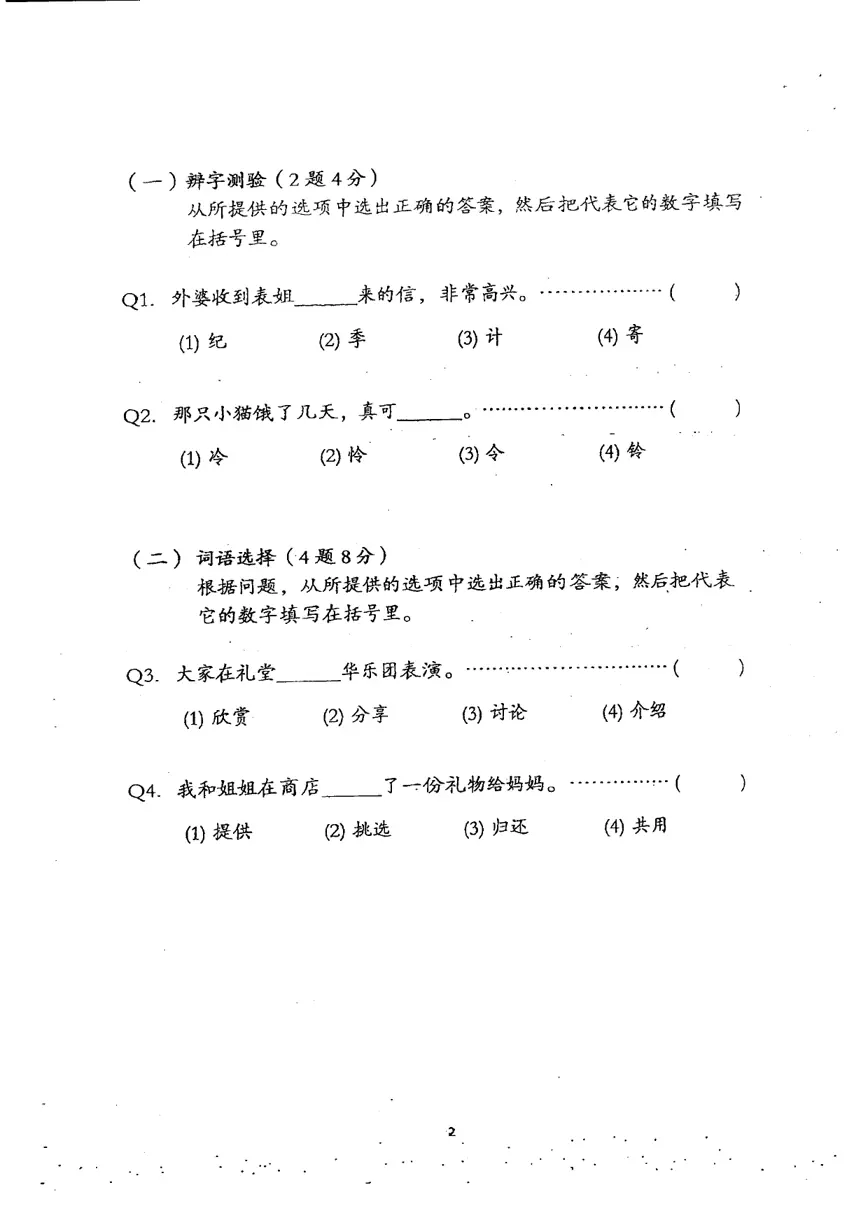 (一) 辨字测验 (2题4分)
从所提供的选项中选出正确的答案，然后把代表它的数字填写
在括号里。
Q1. 外婆收到表姐______来的信，非常高兴。 ·················· ( )
(1) 纪 (2) 季 (3) 计 (4) 寄
Q2. 那只小猫饿了几天，真可______。 ··························· ( )
(1) 冷 (2) 怜 (3) 令 (4) 铃
(二) 词语选择 (4题8分)
根据问题，从所提供的选项中选出正确的答案，然后把代表
它的数字填写在括号里。
Q3. 大家在礼堂______华乐团表演。 ····························· ( )
(1) 欣赏 (2) 分享 (3) 讨论 (4) 介绍
Q4. 我和姐姐在商店______了一份礼物给妈妈。 ··············· ( )
(1) 提供 (2) 挑选 (3) 归还 (4) 共用
2